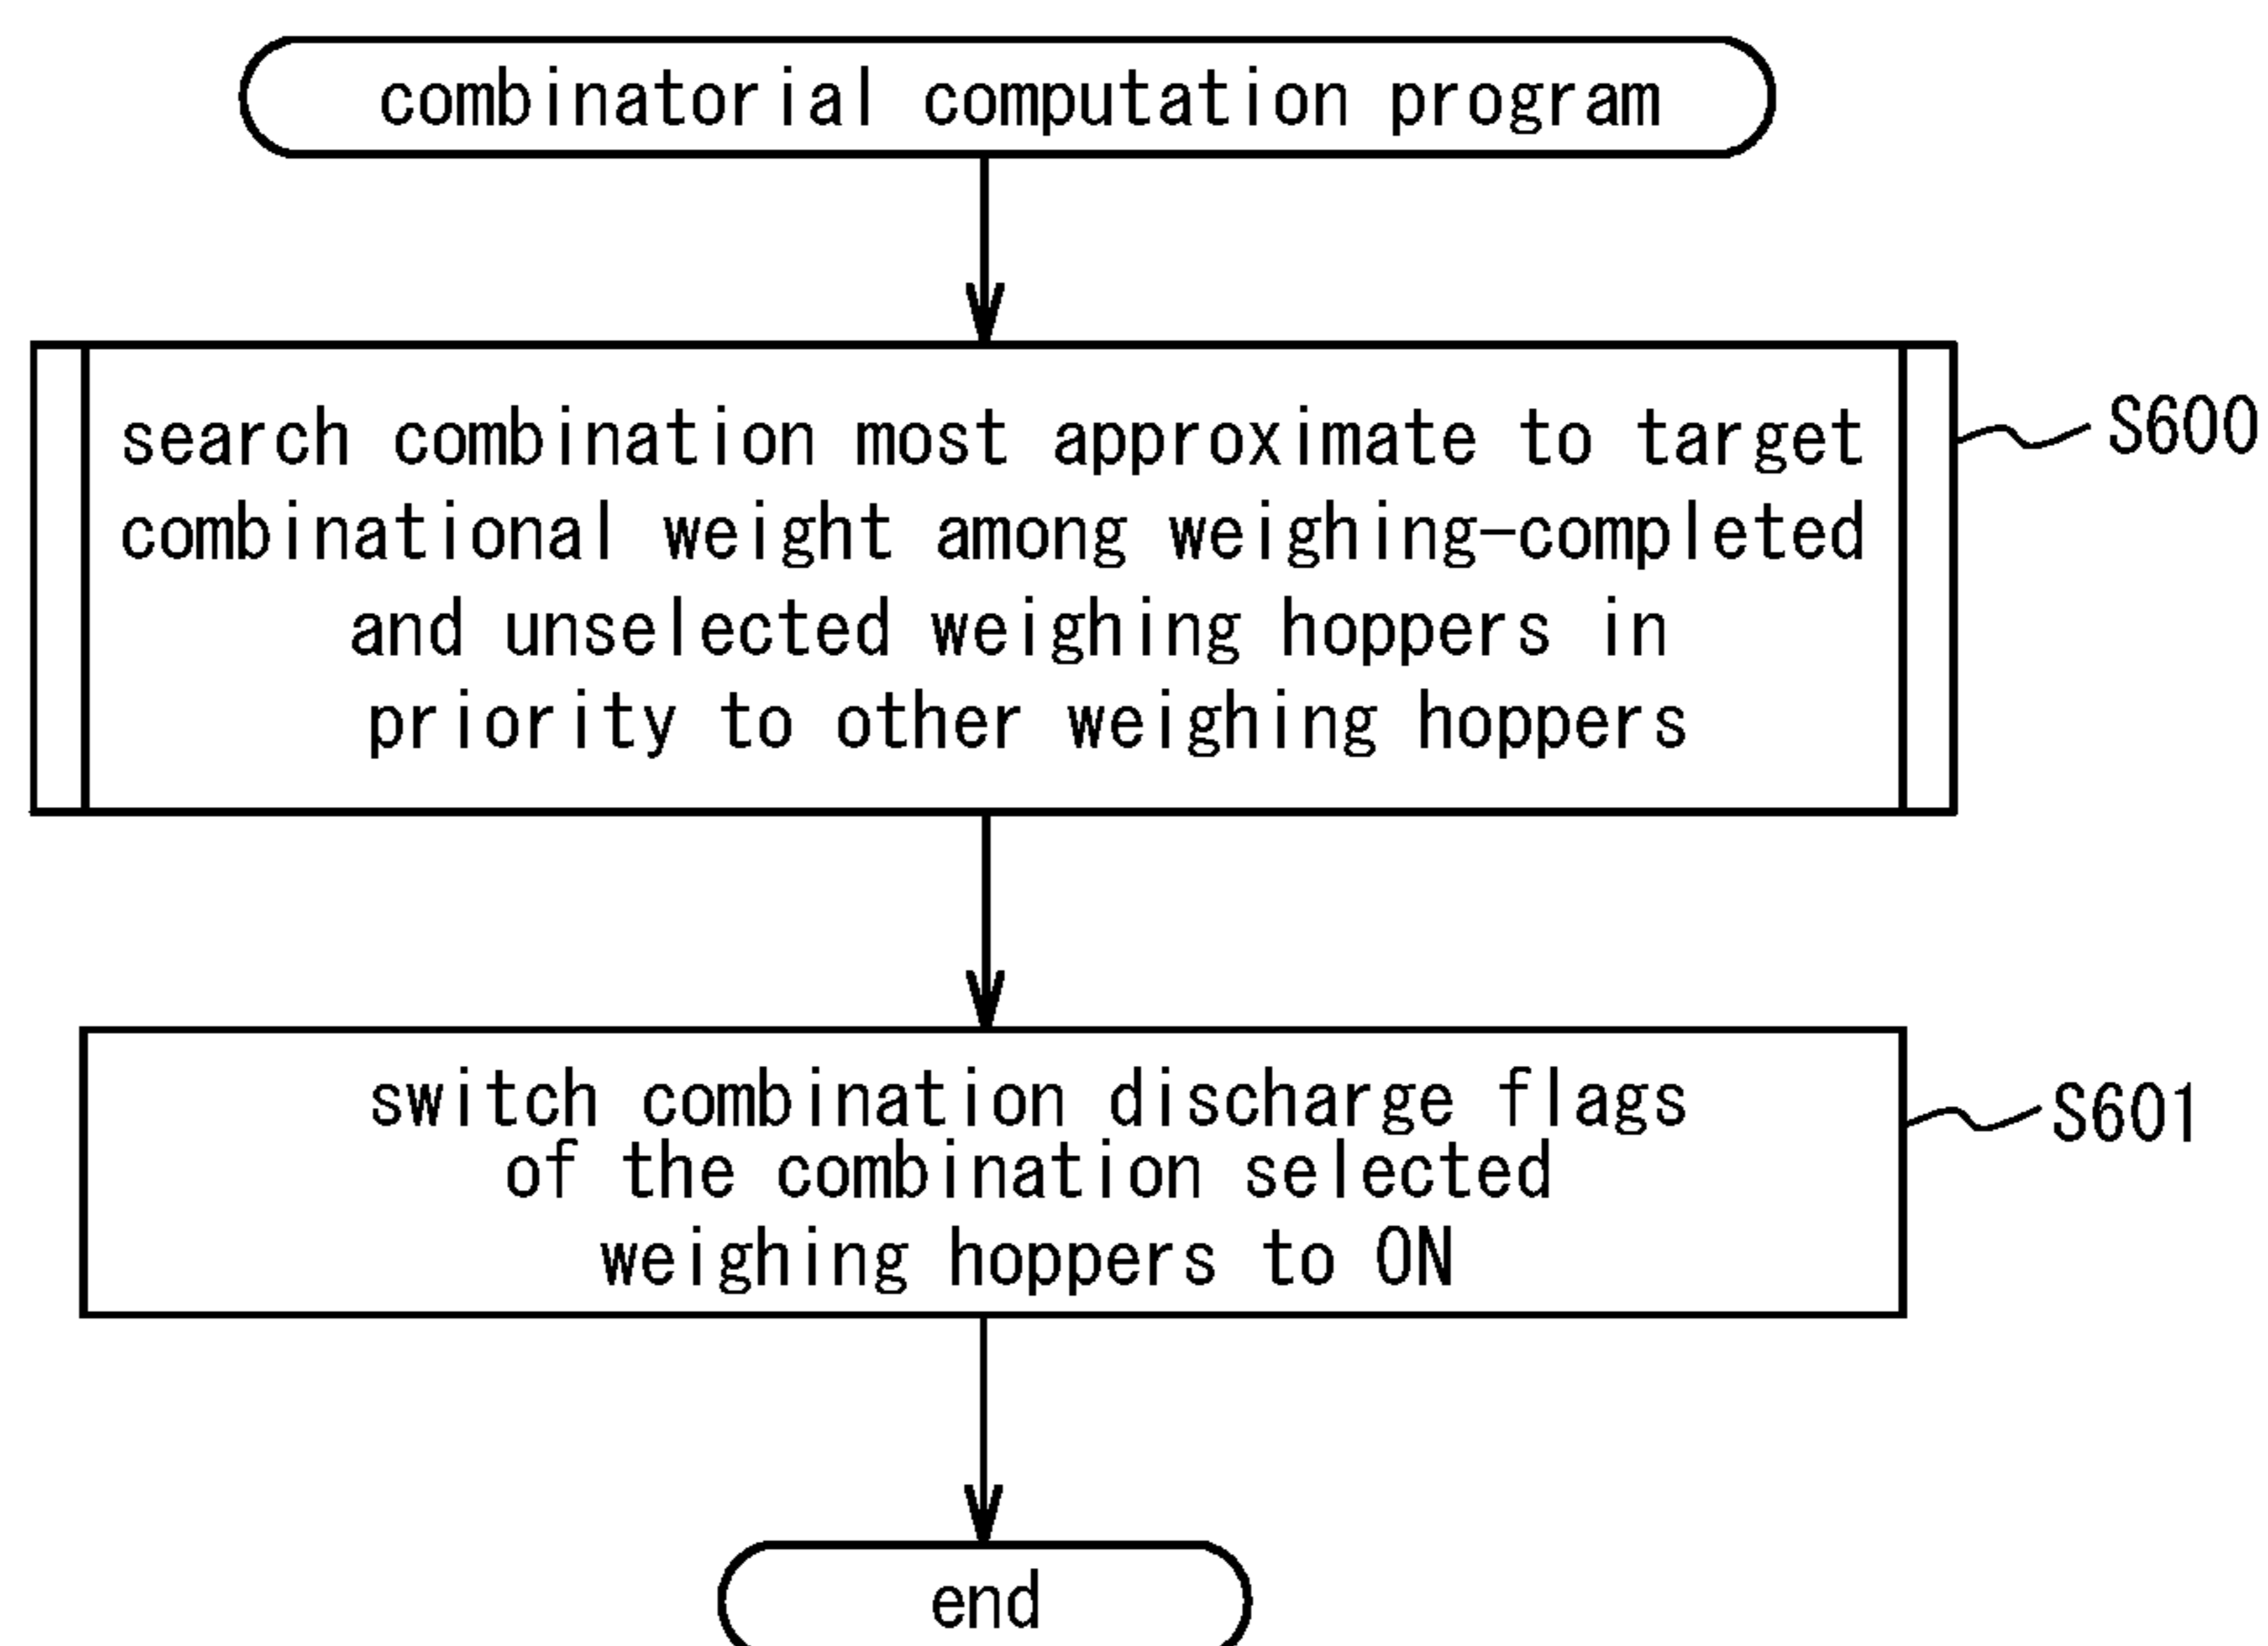 combinatorial computation program
search combination most approximate to target
combinational weight among weighing-completed
and unselected weighing hoppers in
priority to other weighing hoppers
S600
switch combination discharge flags
of the combination selected
weighing hoppers to ON
S601
end